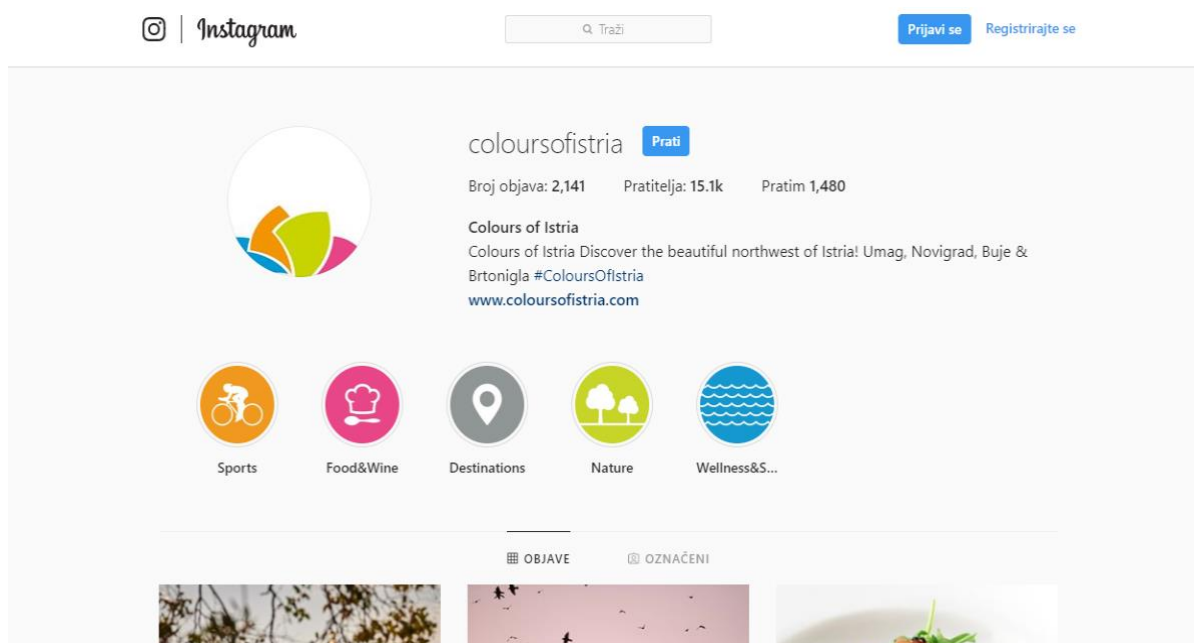 Instagram
Traži
Prijavi se
Registrirajte se
coloursofistria
Prati
Broj objava: 2,141 Pratitelja: 15.1k Pratim 1,480
Colours of Istria
Colours of Istria Discover the beautiful northwest of Istria! Umag, Novigrad, Buje &
Brtonigla #ColoursOfIstria
www.coloursofistria.com
Sports
Food&Wine
Destinations
Nature
Wellness&S...
OBJAVE
OZNAČENI